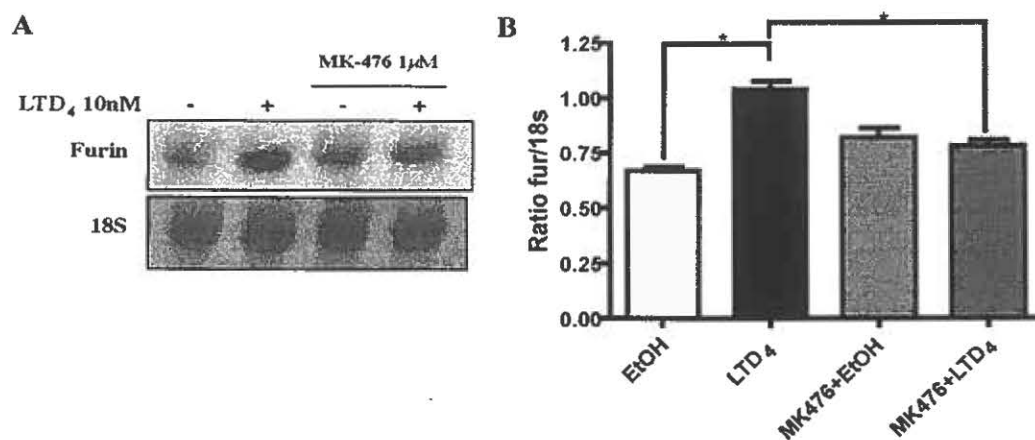 A
MK-476 1μM
LTD4 10nM - + - +
Furin
18S
B
* *
Ratio fur/18s
1.25
1.00
0.75
0.50
0.25
0.00
EtOH
LTD4
MK476+EtOH
MK476+LTD4